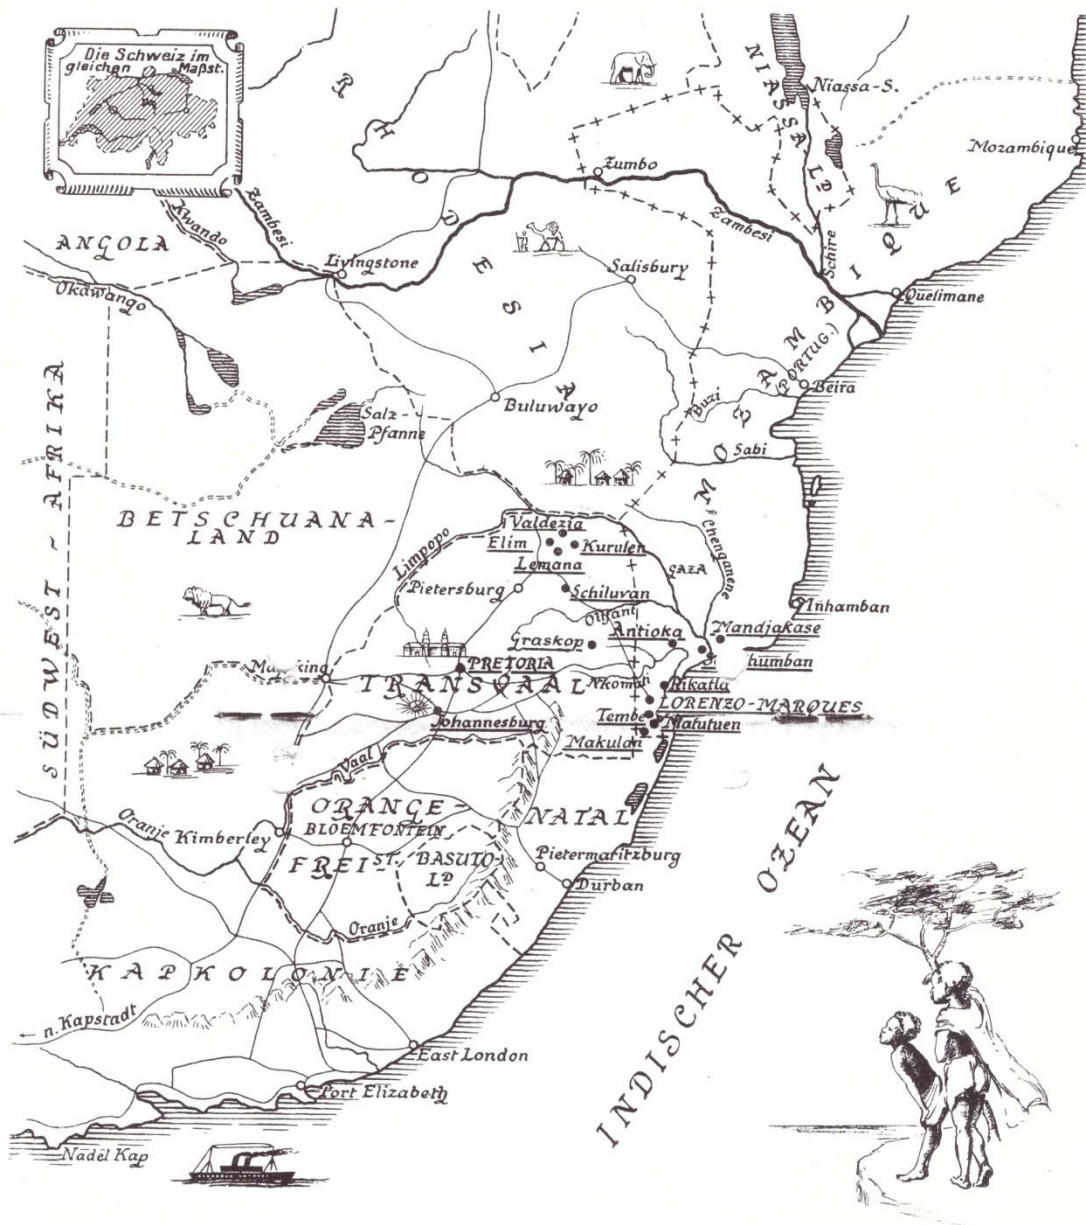 Die Schweiz im
gleichen Maßst.
RHODESIA
NIASSA LD.
Niassa-S.
Mozambique
Zumbo
Zambesi
Zambesi
Kwando
ANGOLA
Livingstone
Okawango
Salisbury
Schire
Quelimane
MOZAMBIQUE
(PORTUG.)
Beira
Buzi
Buluwayo
Salz-
Pfanne
Sabi
SÜDWEST-AFRIKA
BETSCHUANA-
LAND
Valdezia
Elim
Kurulen
Lemana
Limpopo
Chenganene
GAZA
Pietersburg
Schiluvan
Inhamban
Olifant
Graskop
Antioka
Mandjakase
PRETORIA
TRANSVAAL
Nkomati
Rikatla
LORENZO-MARQUES
Johannesburg
Tembe
Matutuen
Makulan
Vaal
ORANGE-
BLOEMFONTEIN
FREIST.
NATAL
Oranje
Kimberley
BASUTO-
LD
Pietermaritzburg
Durban
Oranje
KAPKOLONIE
← n. Kapstadt
East London
Port Elizabeth
Nadel Kap
INDISCHER OZEAN